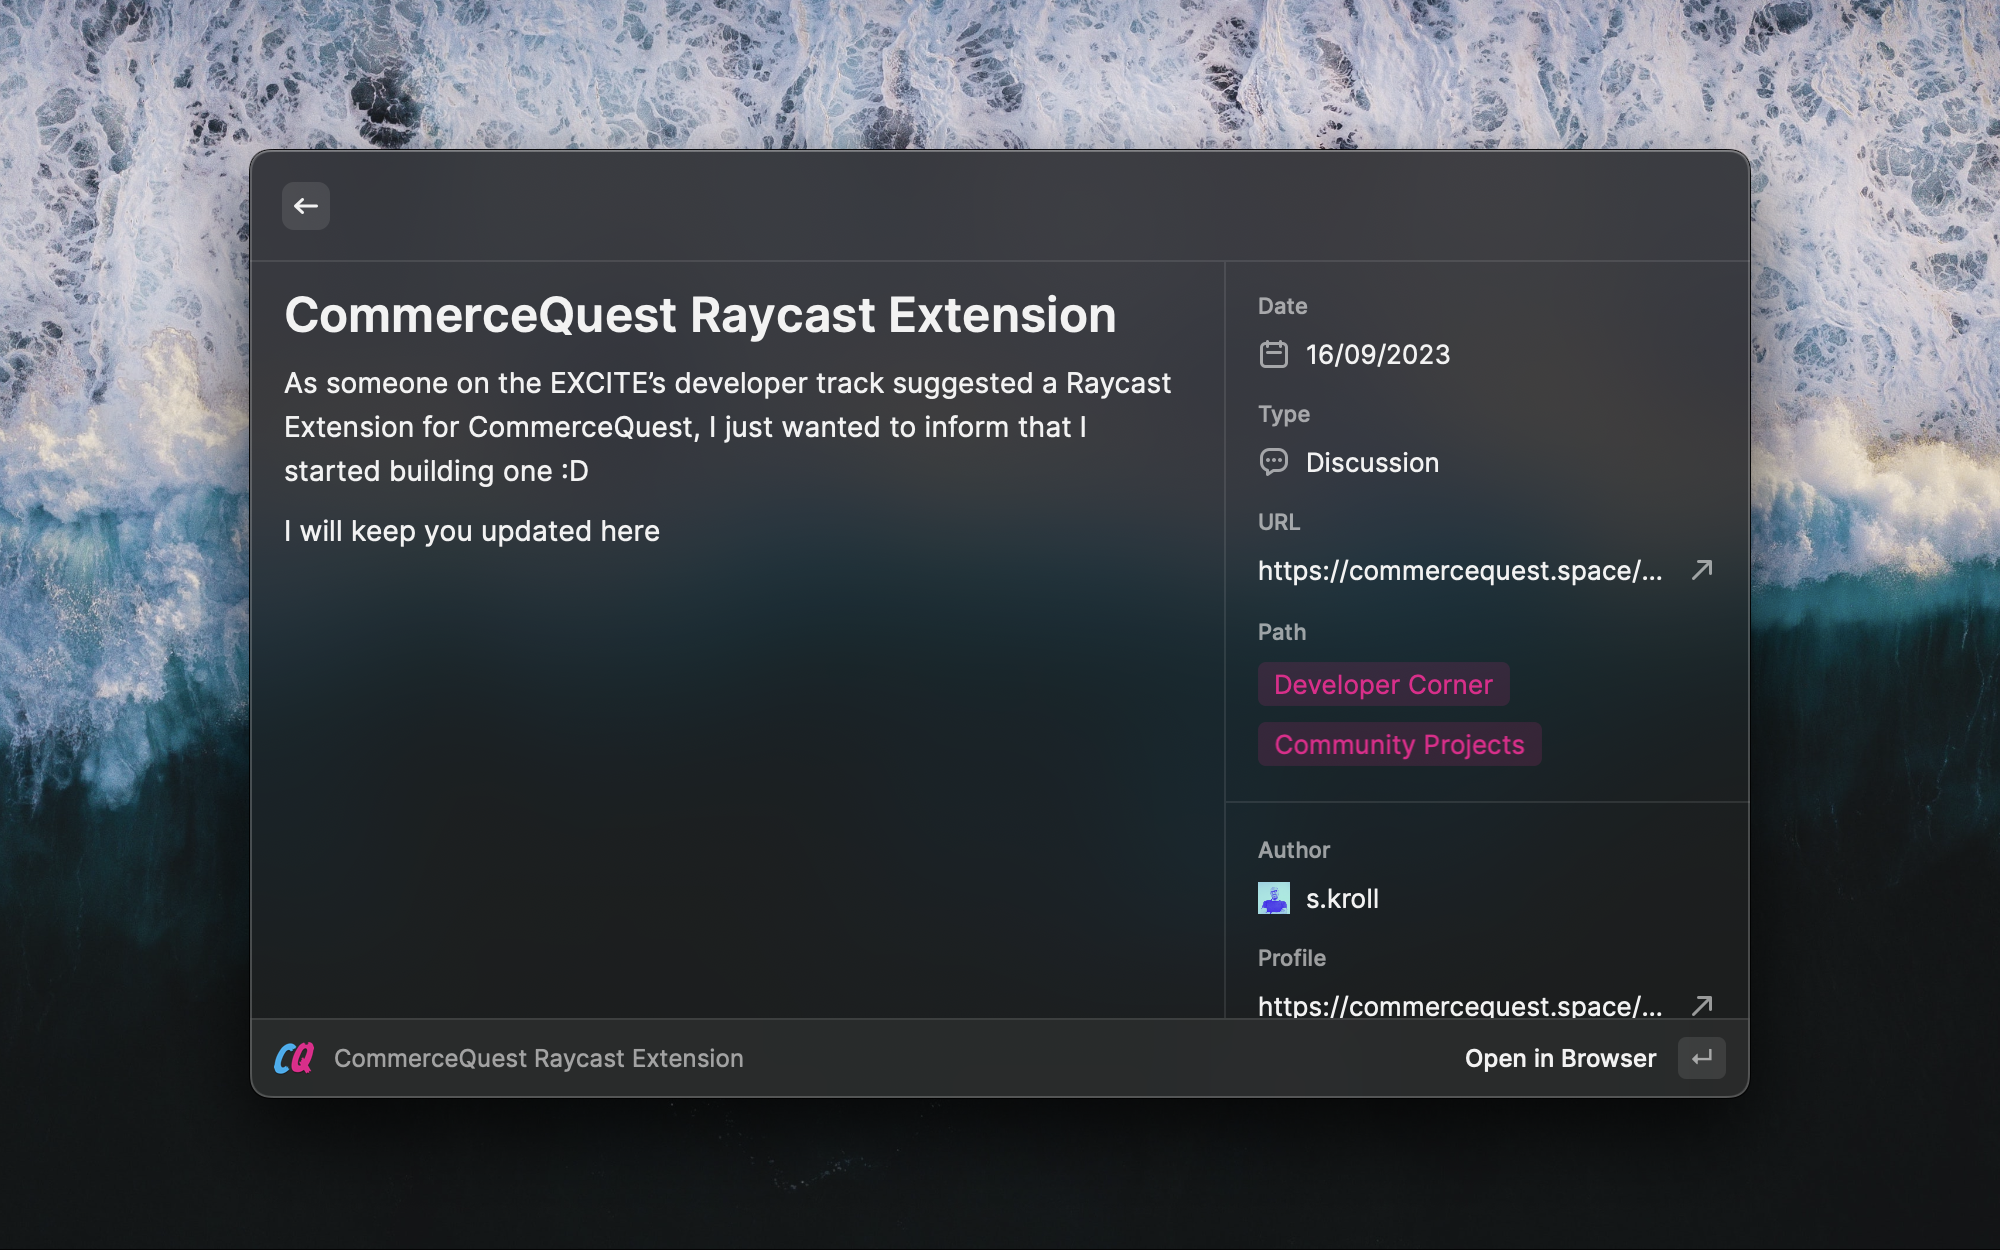 CommerceQuest Raycast Extension
As someone on the EXCITE’s developer track suggested a Raycast
Extension for CommerceQuest, I just wanted to inform that I
started building one :D
I will keep you updated here
Date
16/09/2023
Type
Discussion
URL
https://commercequest.space/...
Path
Developer Corner
Community Projects
Author
s.kroll
Profile
https://commercequest.space/...
CQ CommerceQuest Raycast Extension
Open in Browser